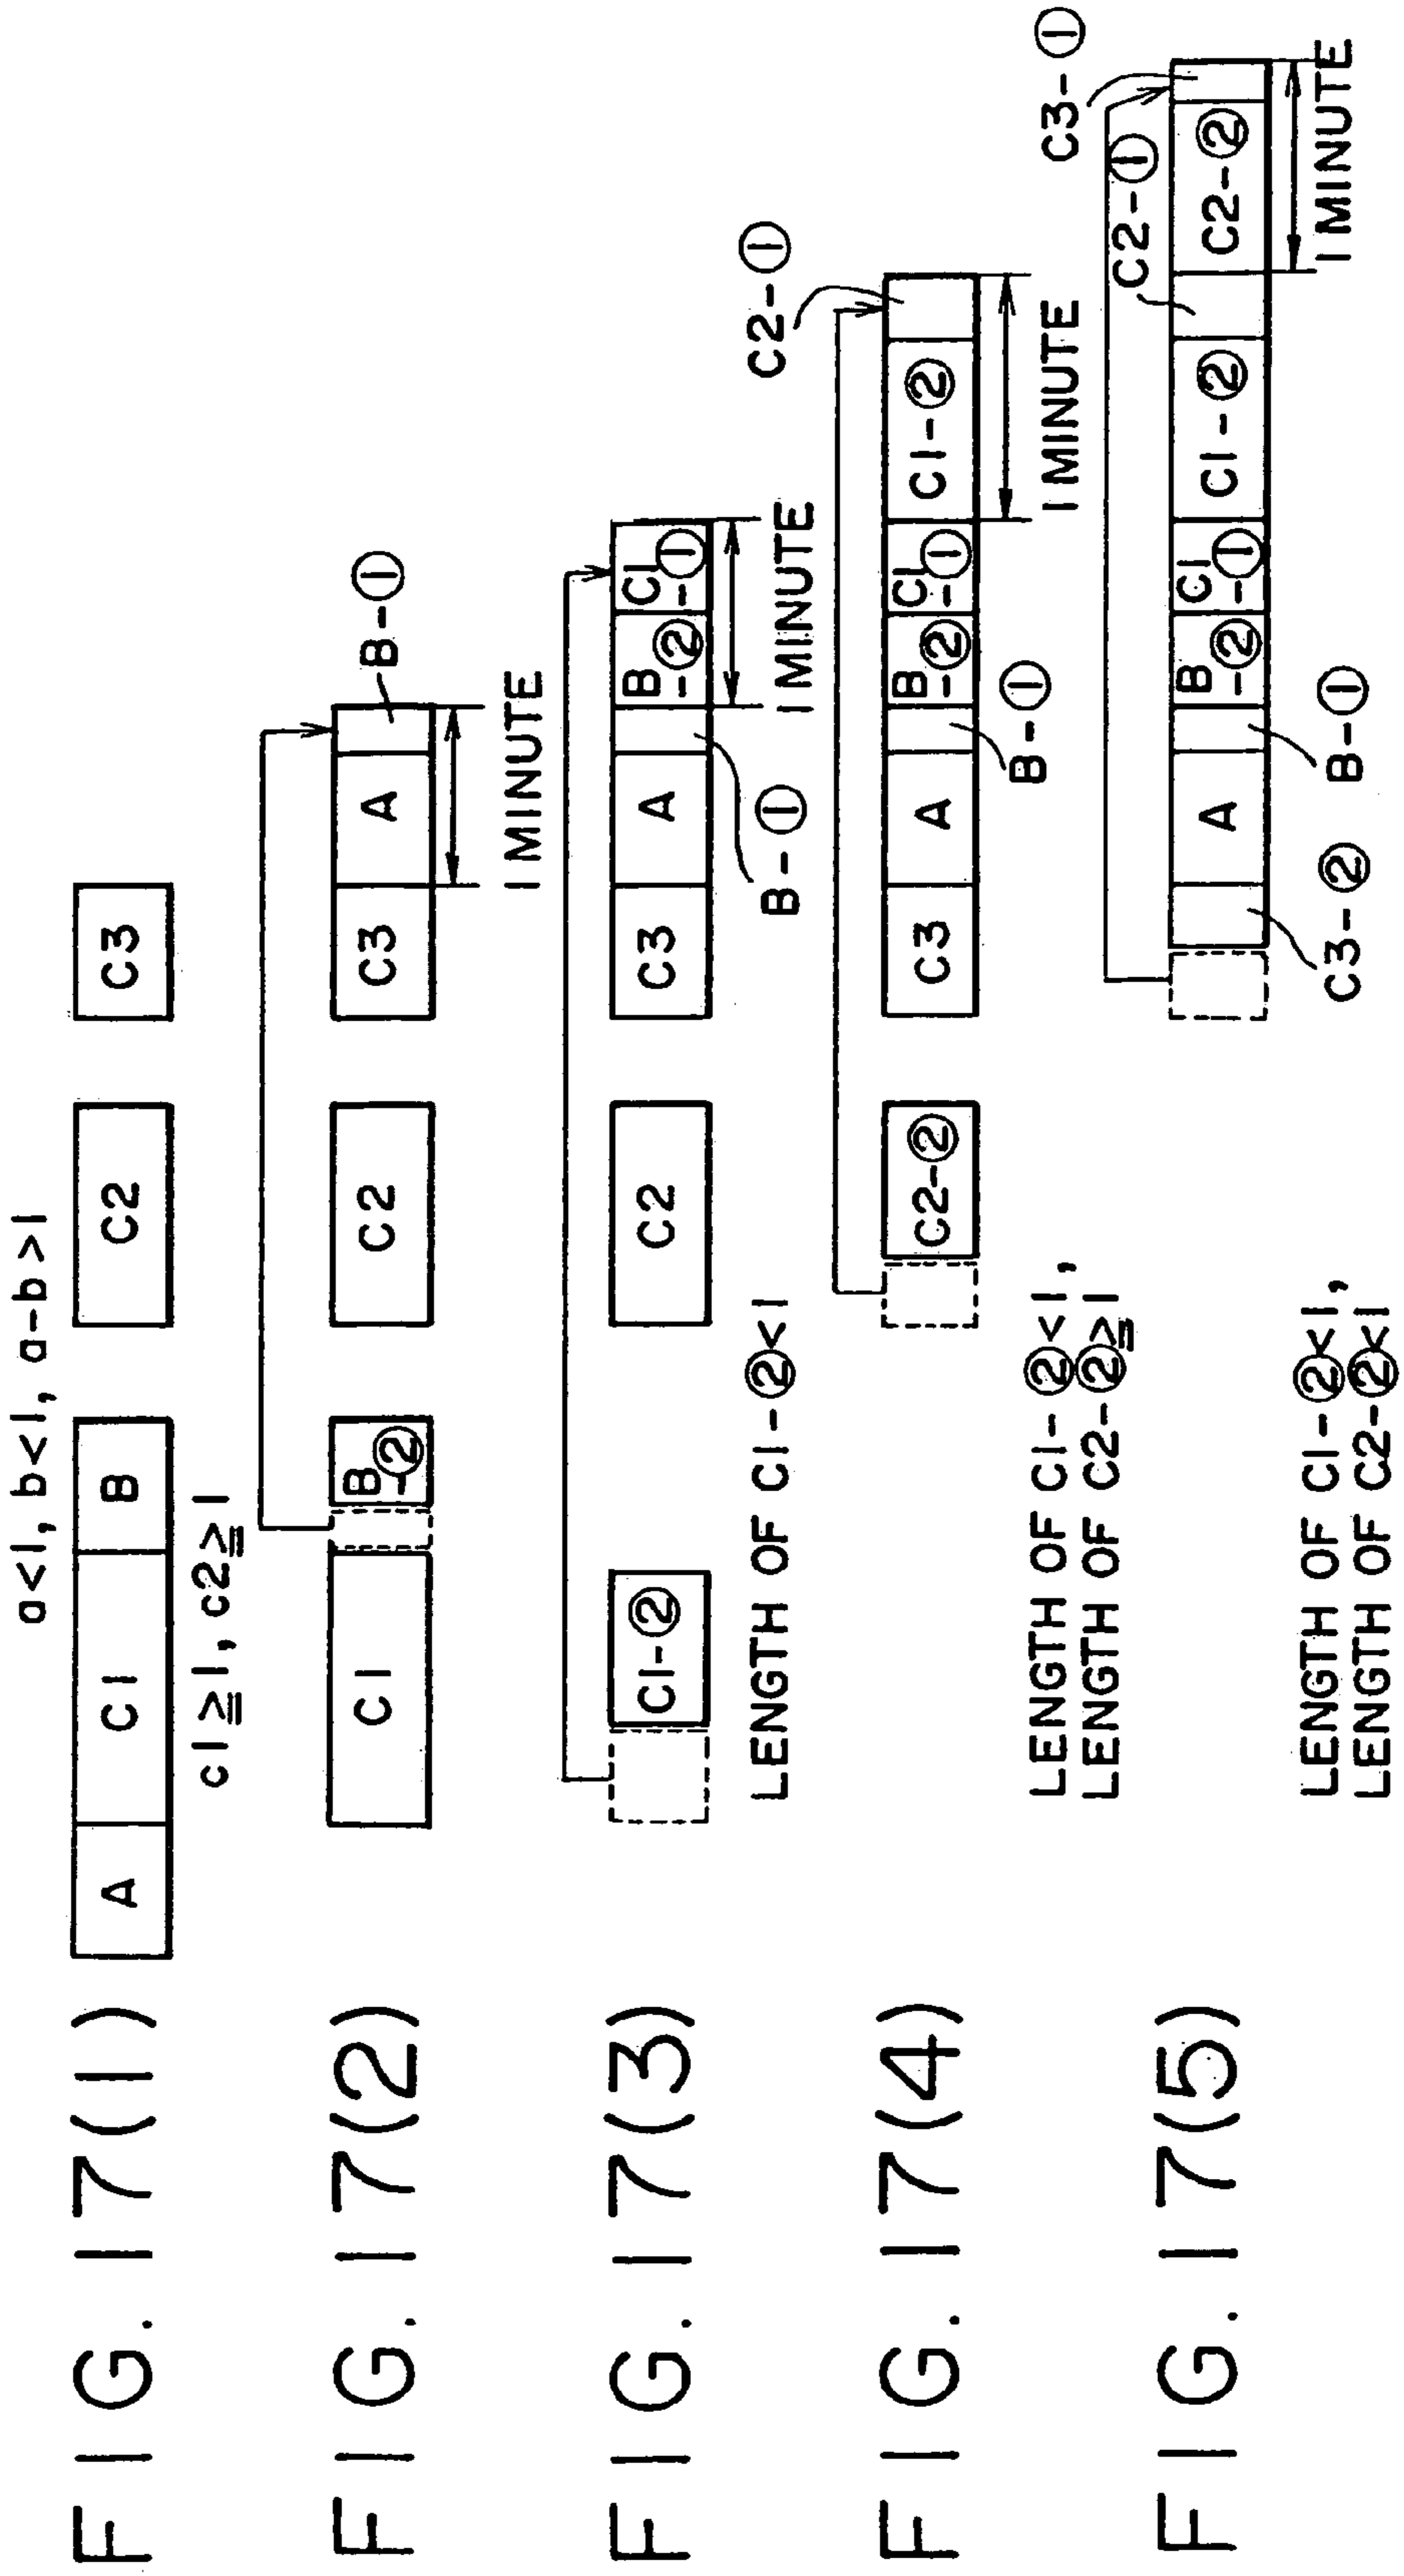 a<1, b<1, a-b>1
FIG. 17(1) A C1 B C2 C3
c1≧1, c2≧1
B-①
FIG. 17(2) C1 B-② C2 C3 A
1 MINUTE
FIG. 17(3) C1-② C2 C3 A B-② C1-①
B-① 1 MINUTE
LENGTH OF C1-②<1
C2-①
FIG. 17(4) C2-② C3 A B-② C1-① C1-②
B-① 1 MINUTE
LENGTH OF C1-②<1,
LENGTH OF C2-②≧1
C3-①
C2-①
FIG. 17(5) A B-② C1-① C1-② C2-②
C3-② B-① 1 MINUTE
LENGTH OF C1-②<1,
LENGTH OF C2-②<1